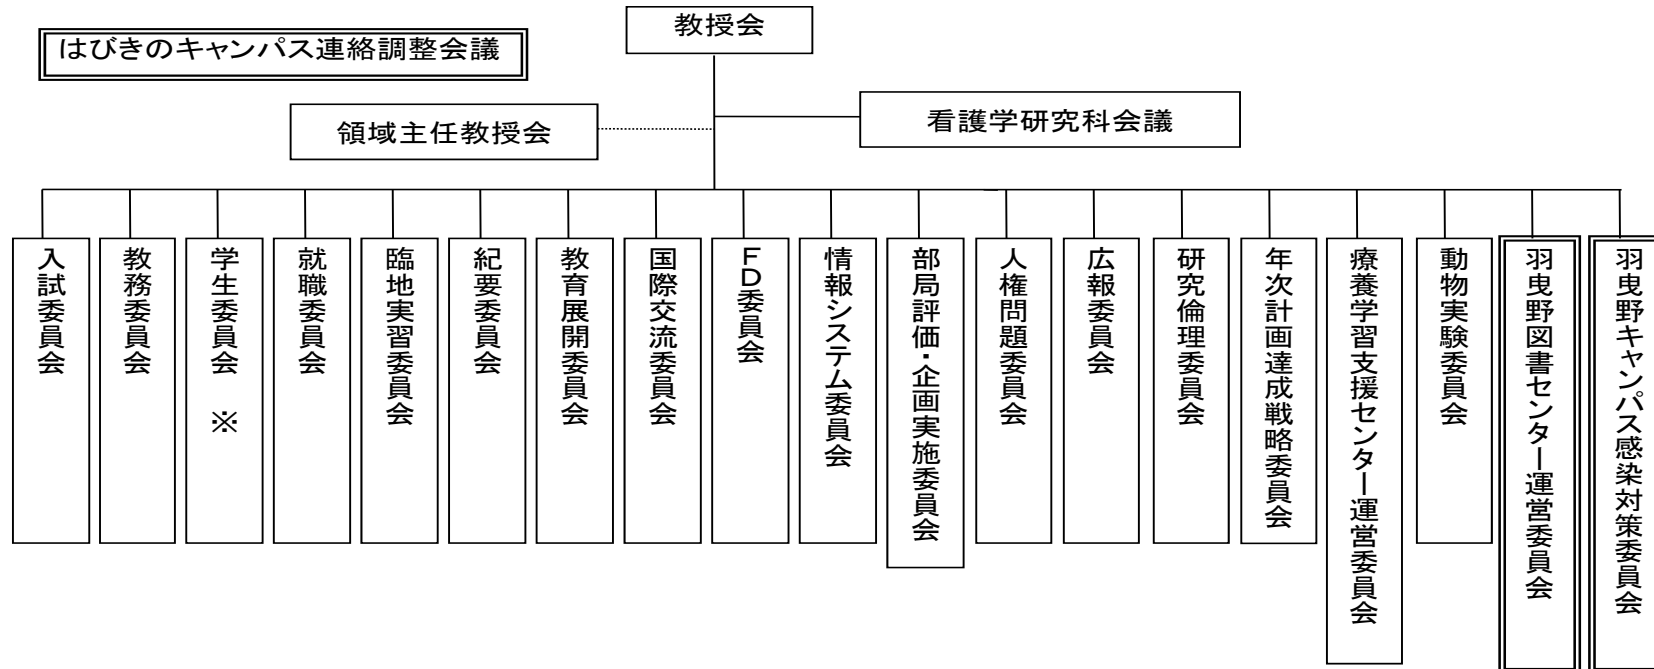 教授会
はびきのキャンパス連絡調整会議
領域主任教授会
看護学研究科会議
入試委員会
教務委員会
学生委員会 ※
就職委員会
臨地実習委員会
紀要委員会
教育展開委員会
国際交流委員会
FD委員会
情報システム委員会
部局評価・企画実施委員会
人権問題委員会
広報委員会
研究倫理委員会
年次計画達成戦略委員会
療養学習支援センター運営委員会
動物実験委員会
羽曳野図書センター運営委員会
羽曳野キャンパス感染対策委員会